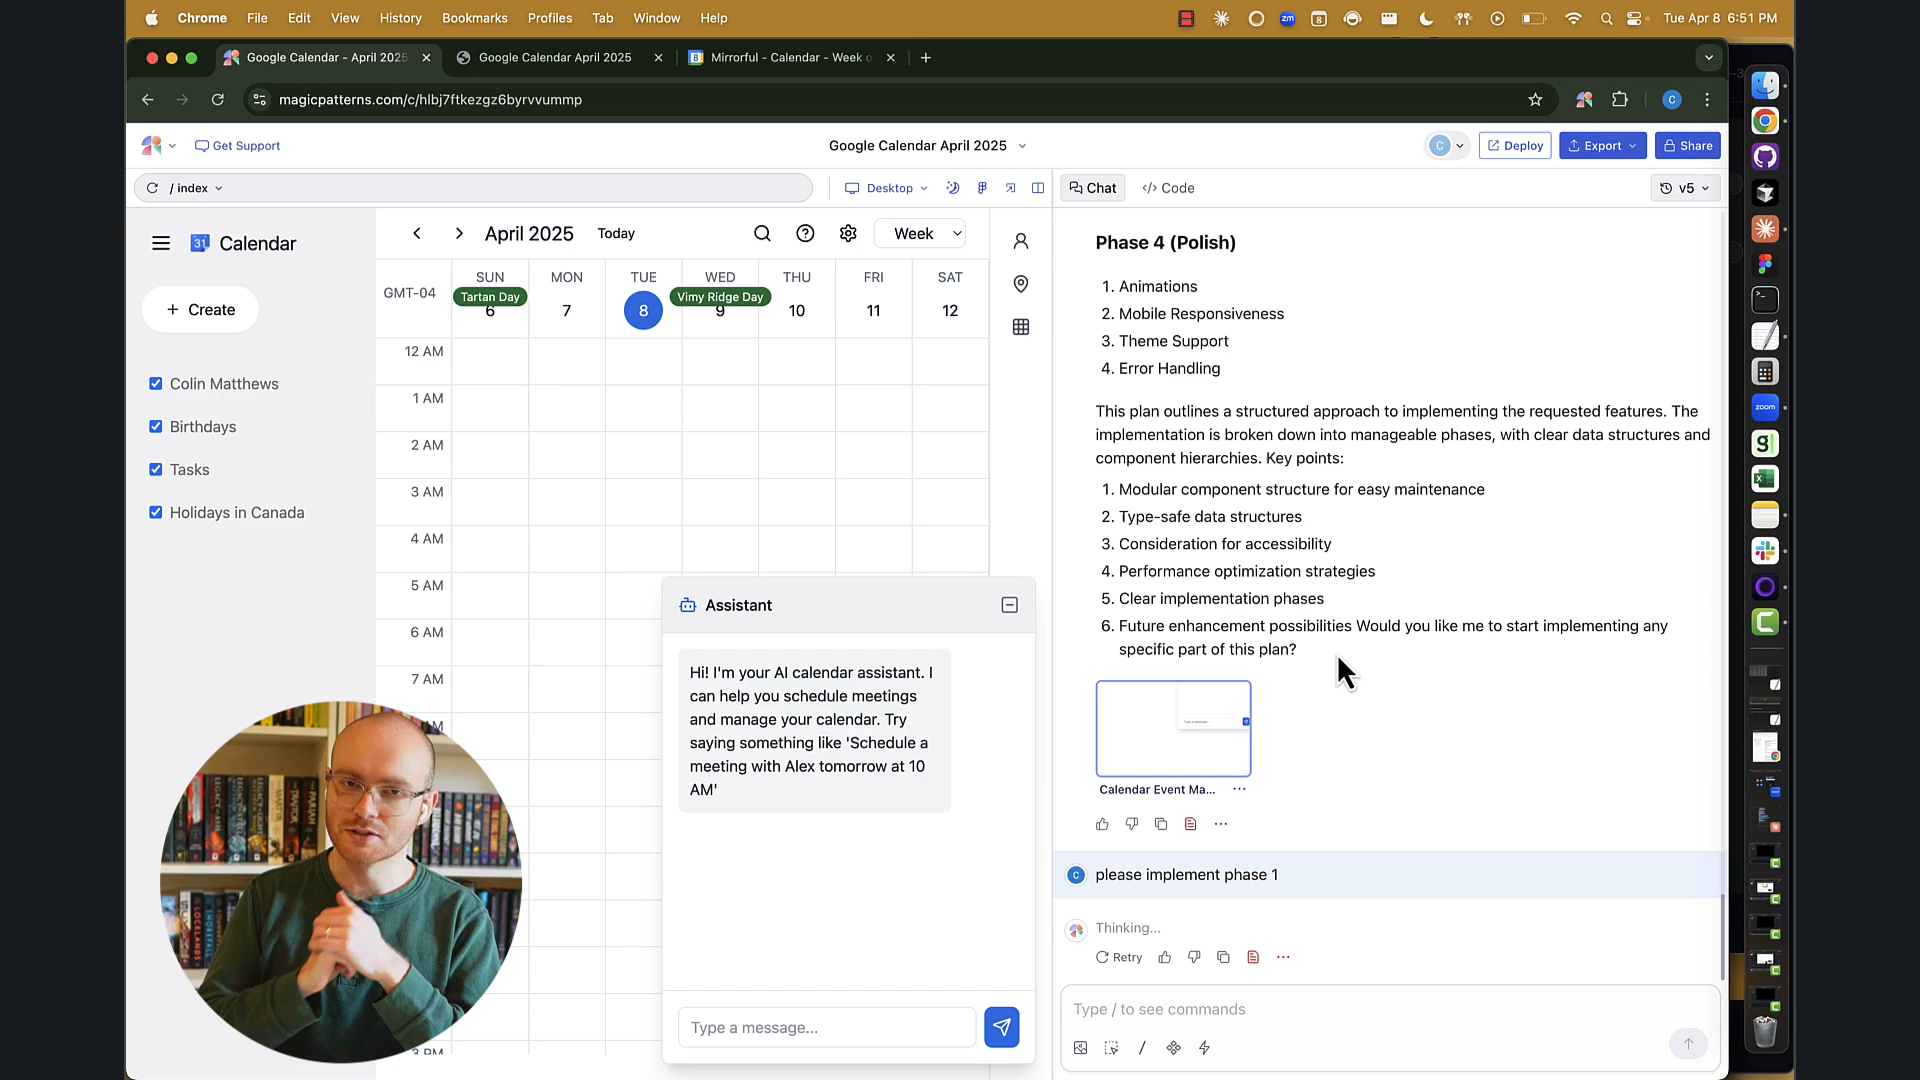 Chrome File Edit View History Bookmarks Profiles Tab Window Help
zm
8
Tue Apr 8 6:51 PM
Google Calendar - April 2025
Google Calendar April 2025
8
Mirrorful - Calendar - Week o
magicpatterns.com/c/hlbj7ftkezgz6byrvvummp
C
Get Support
Google Calendar April 2025
C
Deploy
Export
Share
/ index
Desktop
Chat
</> Code
v5
31 Calendar
Create
Colin Matthews
Birthdays
Tasks
Holidays in Canada
April 2025
Today
Week
GMT-04
SUN MON TUE WED THU FRI SAT
Tartan Day
Vimy Ridge Day
6 7 8 9 10 11 12
12 AM
1 AM
2 AM
3 AM
4 AM
5 AM
6 AM
7 AM
3 PM
Assistant
Hi! I'm your AI calendar assistant. I
can help you schedule meetings
and manage your calendar. Try
saying something like 'Schedule a
meeting with Alex tomorrow at 10
AM'
Type a message...
Phase 4 (Polish)
1. Animations
2. Mobile Responsiveness
3. Theme Support
4. Error Handling
This plan outlines a structured approach to implementing the requested features. The
implementation is broken down into manageable phases, with clear data structures and
component hierarchies. Key points:
1. Modular component structure for easy maintenance
2. Type-safe data structures
3. Consideration for accessibility
4. Performance optimization strategies
5. Clear implementation phases
6. Future enhancement possibilities Would you like me to start implementing any
specific part of this plan?
Calendar Event Ma...
C
please implement phase 1
Thinking...
Retry
Type / to see commands
zoom
g